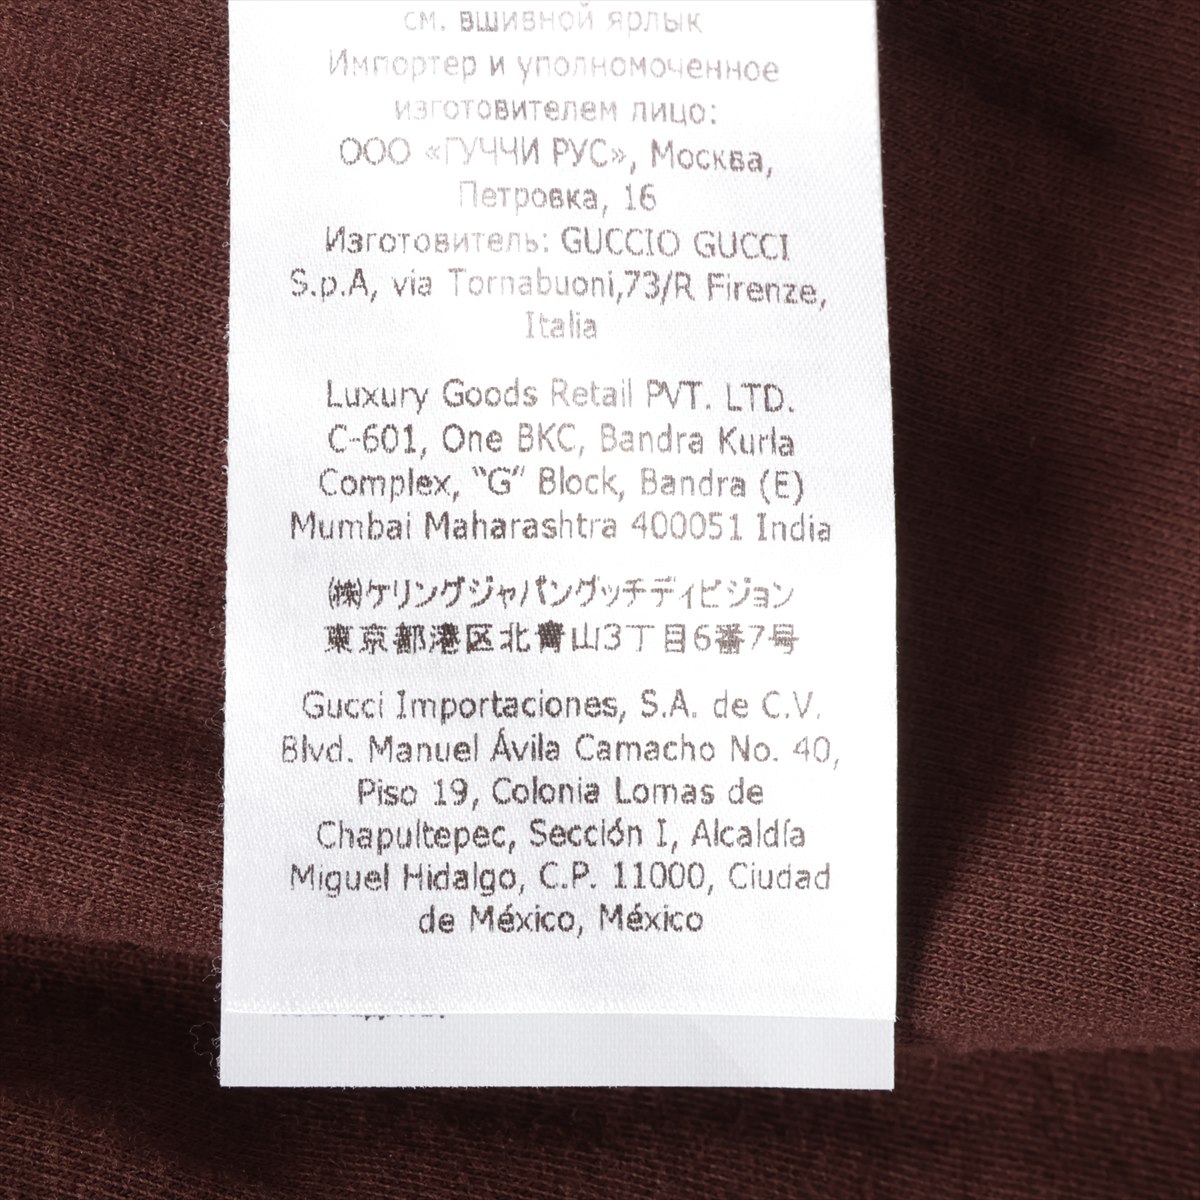 см. вшивной ярлык
Импортер и уполномоченное
изготовителем лицо:
ООО «ГУЧЧИ РУС», Москва,
Петровка, 16
Изготовитель: GUCCIO GUCCI
S.p.A, via Tornabuoni,73/R Firenze,
Italia
Luxury Goods Retail PVT. LTD.
C-601, One BKC, Bandra Kurla
Complex, “G” Block, Bandra (E)
Mumbai Maharashtra 400051 India
㈱ケリングジャパングッチディビジョン
東京都港区北青山3丁目6番7号
Gucci Importaciones, S.A. de C.V.
Blvd. Manuel Ávila Camacho No. 40,
Piso 19, Colonia Lomas de
Chapultepec, Sección I, Alcaldía
Miguel Hidalgo, C.P. 11000, Ciudad
de México, México